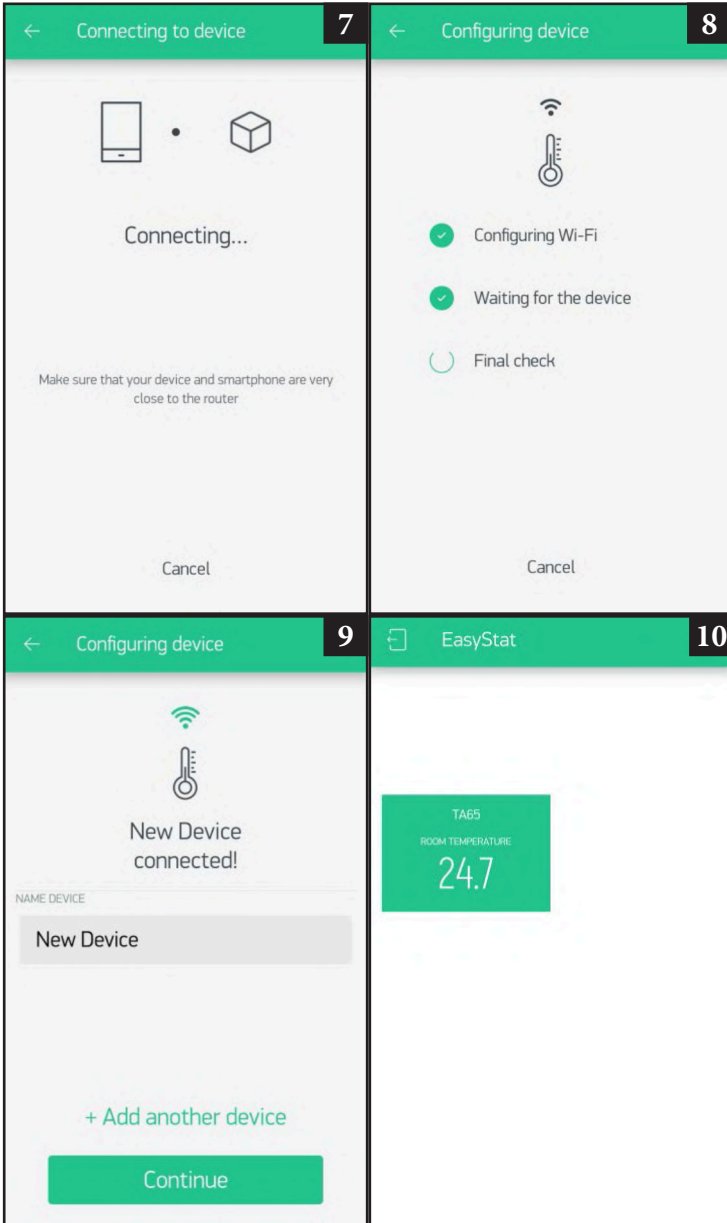 Connecting to device
7
Connecting...
Make sure that your device and smartphone are very
close to the router
Cancel
Configuring device
8
Configuring Wi-Fi
Waiting for the device
Final check
Cancel
Configuring device
9
New Device
connected!
NAME DEVICE
New Device
+ Add another device
Continue
EasyStat
10
TA65
ROOM TEMPERATURE
24.7